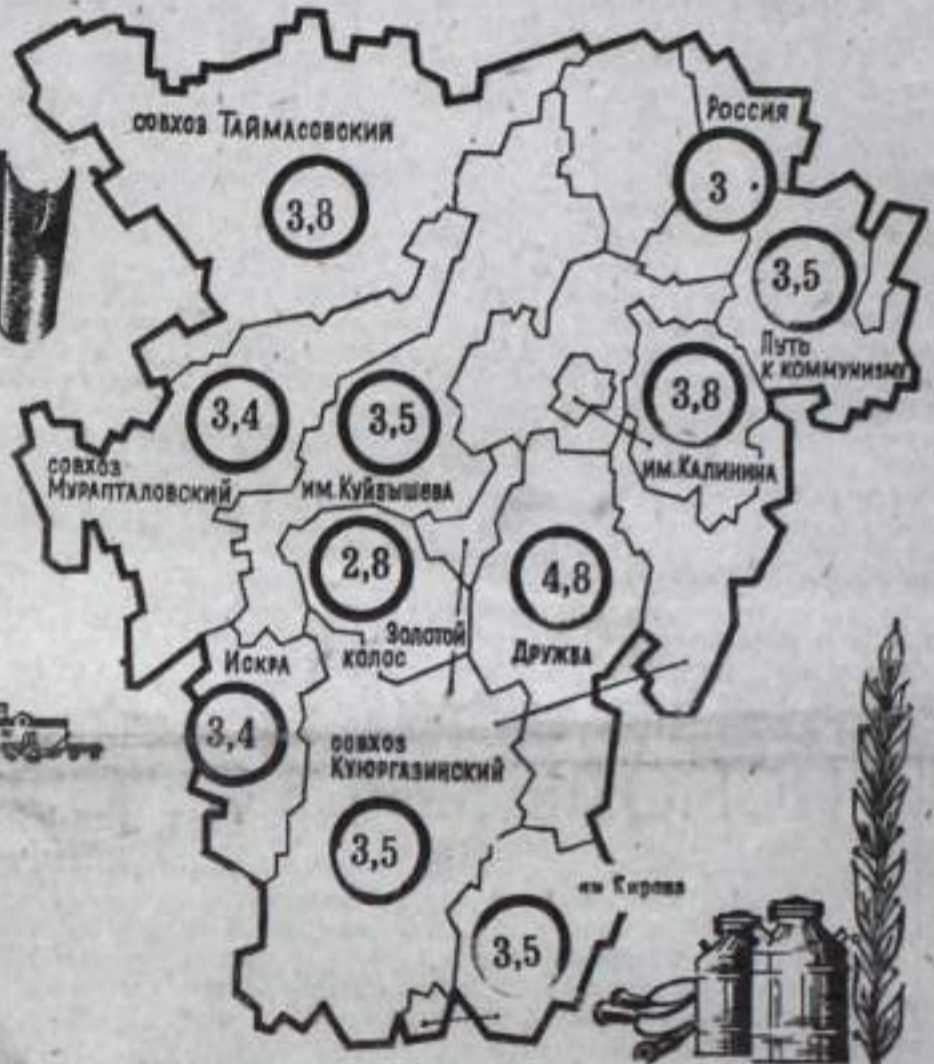 совхоз Таймасовский
3,8
Россия
3
3,5
Путь
к коммунизму
3,4
совхоз
Мурапталовский
3,5
им. Куйбышева
3,8
им. Калинина
2,8
Золотой
колос
4,8
Дружба
Искра
3,4
совхоз
Куюргазинский
3,5
им Кирова
3,5